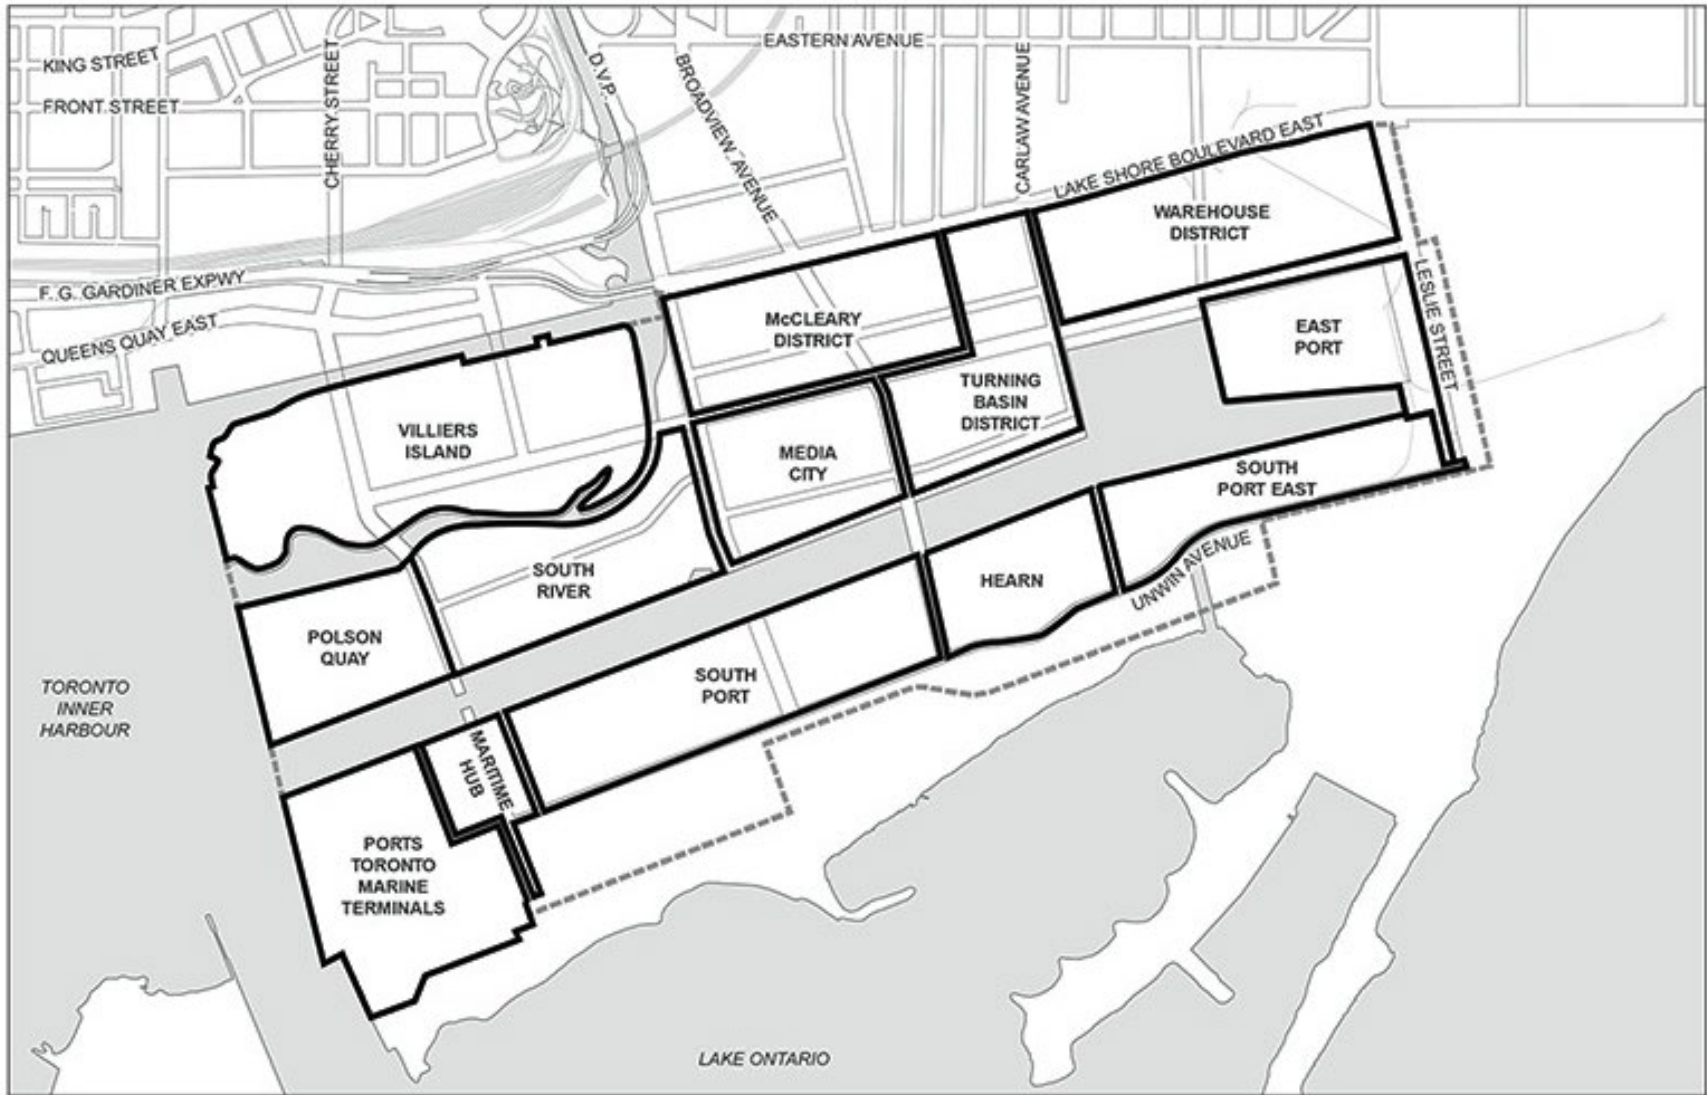 EASTERN AVENUE
KING STREET
FRONT STREET
CHERRY STREET
D.V.P.
BROADVIEW AVENUE
CARLAW AVENUE
LAKE SHORE BOULEVARD EAST
WAREHOUSE
DISTRICT
F. G. GARDINER EXPWY
QUEENS QUAY EAST
McCLEARY
DISTRICT
EAST
PORT
LESLIE STREET
VILLIERS
ISLAND
TURNING
BASIN
DISTRICT
MEDIA
CITY
SOUTH
PORT EAST
SOUTH
RIVER
HEARN
UNWIN AVENUE
POLSON
QUAY
SOUTH
PORT
TORONTO
INNER
HARBOUR
MARITIME
HUB
PORTS
TORONTO
MARINE
TERMINALS
LAKE ONTARIO